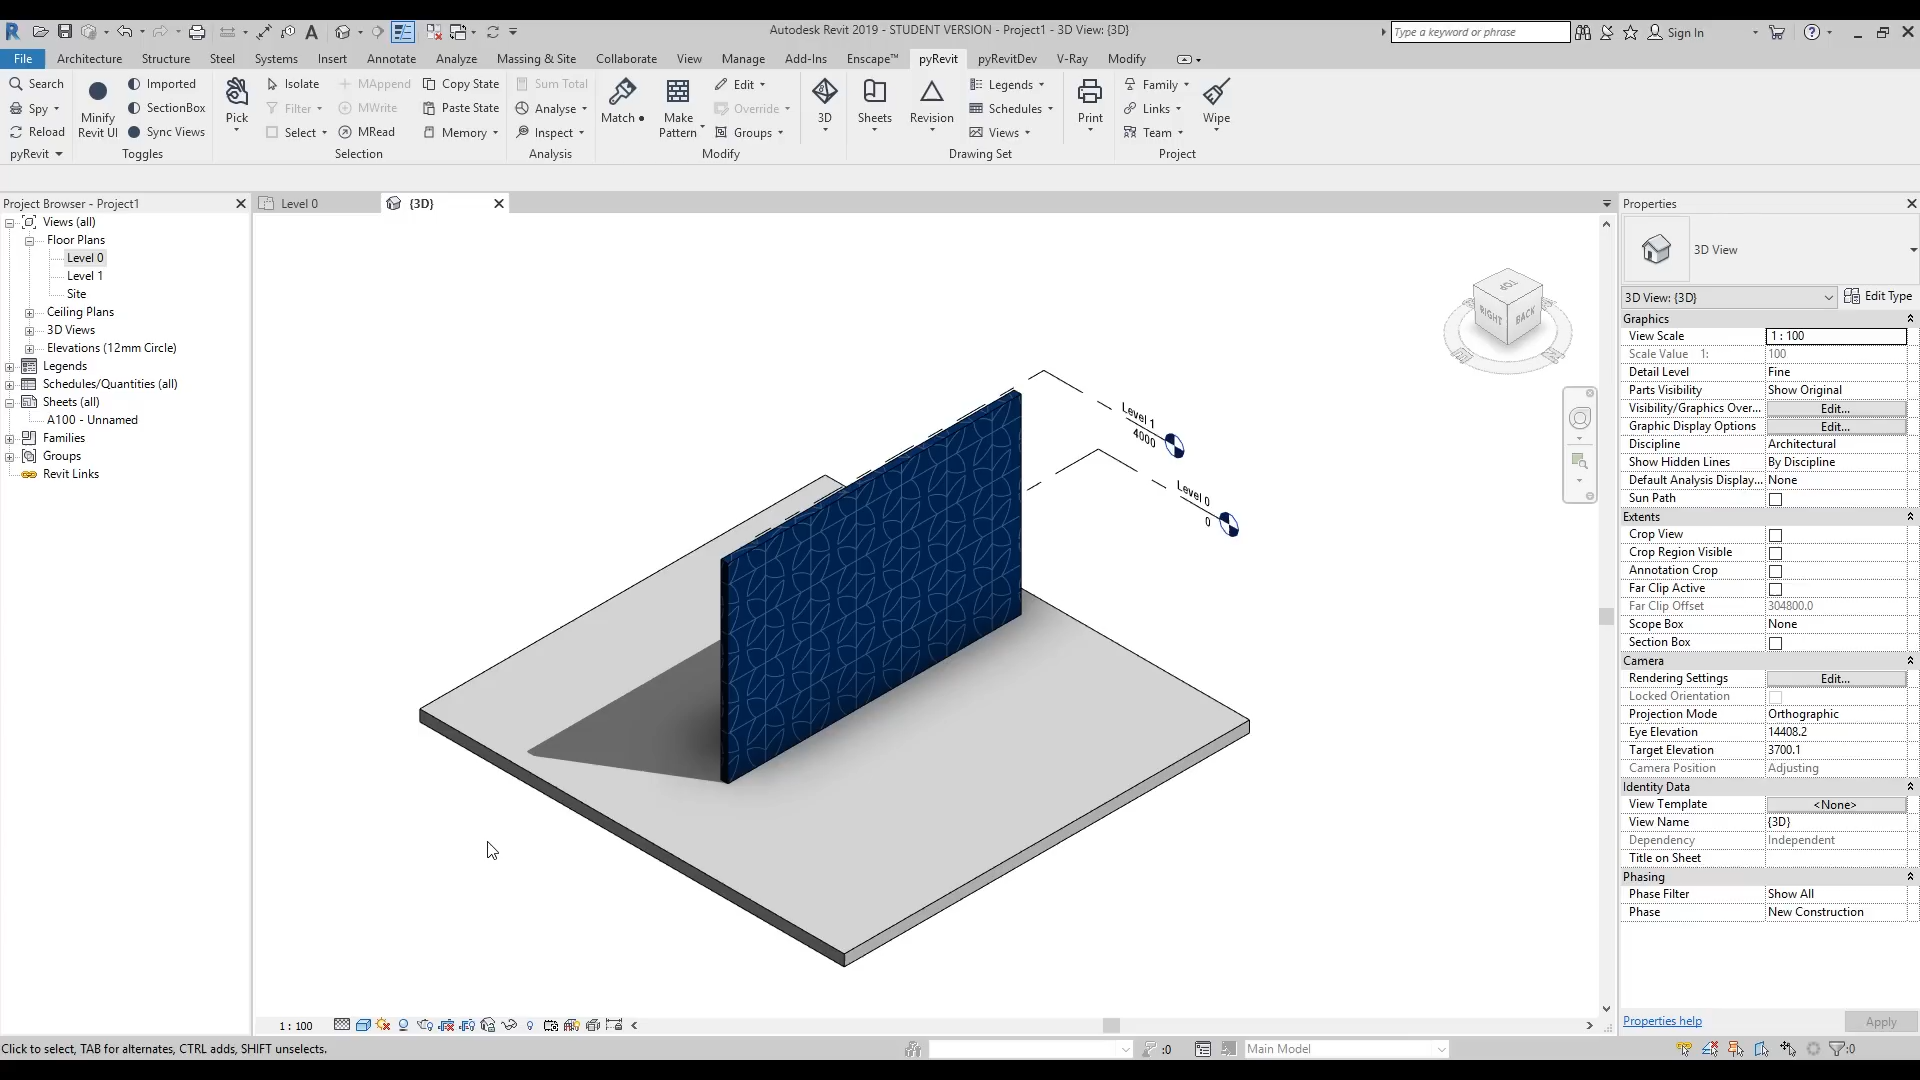 Autodesk Revit 2019 - STUDENT VERSION - Project1 - 3D View: {3D}
Type a keyword or phrase
Sign In
File
Architecture
Structure
Steel
Systems
Insert
Annotate
Analyze
Massing & Site
Collaborate
View
Manage
Add-Ins
Enscape™
pyRevit
pyRevitDev
V-Ray
Modify
Search
Spy
Reload
pyRevit
Minify
Revit UI
Imported
SectionBox
Sync Views
Toggles
Pick
Isolate
Filter
Select
MAppend
MWrite
MRead
Copy State
Paste State
Memory
Selection
Sum Total
Analyse
Inspect
Analysis
Match
Make
Pattern
Edit
Override
Groups
Modify
3D
Sheets
Revision
Legends
Schedules
Views
Drawing Set
Print
Family
Links
Team
Wipe
Project
Project Browser - Project1
Views (all)
Floor Plans
Level 0
Level 1
Site
Ceiling Plans
3D Views
Elevations (12mm Circle)
Legends
Schedules/Quantities (all)
Sheets (all)
A100 - Unnamed
Families
Groups
Revit Links
Level 0
{3D}
TOP
RIGHT
BACK
Level 1
4000
Level 0
0
Properties
3D View
3D View: {3D}
Edit Type
Graphics
View Scale 1 : 100
Scale Value 1: 100
Detail Level Fine
Parts Visibility Show Original
Visibility/Graphics Over... Edit...
Graphic Display Options Edit...
Discipline Architectural
Show Hidden Lines By Discipline
Default Analysis Display... None
Sun Path
Extents
Crop View
Crop Region Visible
Annotation Crop
Far Clip Active
Far Clip Offset 304800.0
Scope Box None
Section Box
Camera
Rendering Settings Edit...
Locked Orientation
Projection Mode Orthographic
Eye Elevation 14408.2
Target Elevation 3700.1
Camera Position Adjusting
Identity Data
View Template <None>
View Name {3D}
Dependency Independent
Title on Sheet
Phasing
Phase Filter Show All
Phase New Construction
Properties help
Apply
1 : 100
Click to select, TAB for alternates, CTRL adds, SHIFT unselects.
:0
Main Model
:0